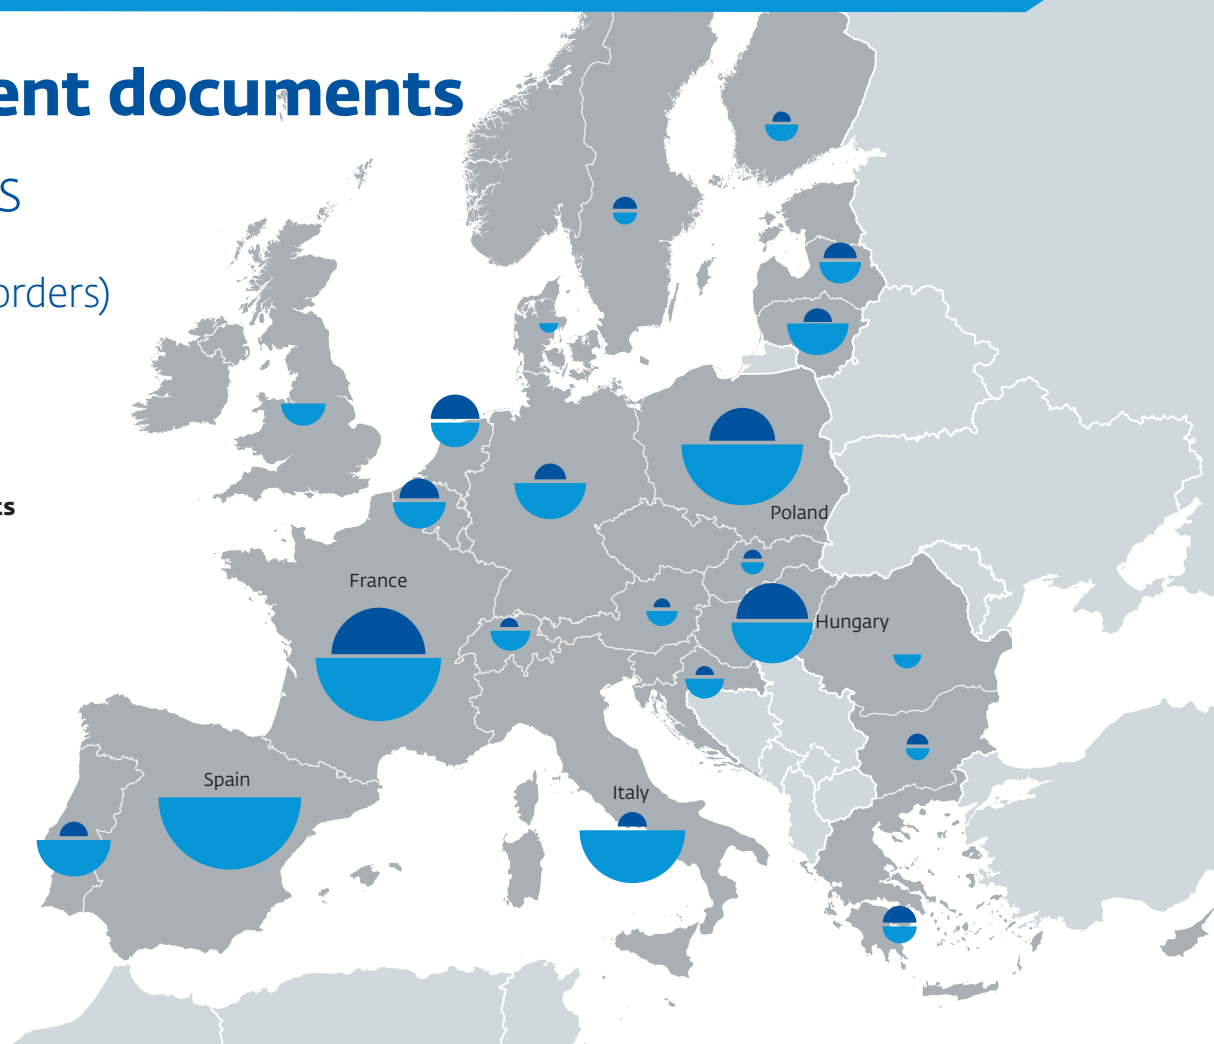 ent documents
S
orders)
ts
Poland
France
Hungary
Spain
Italy